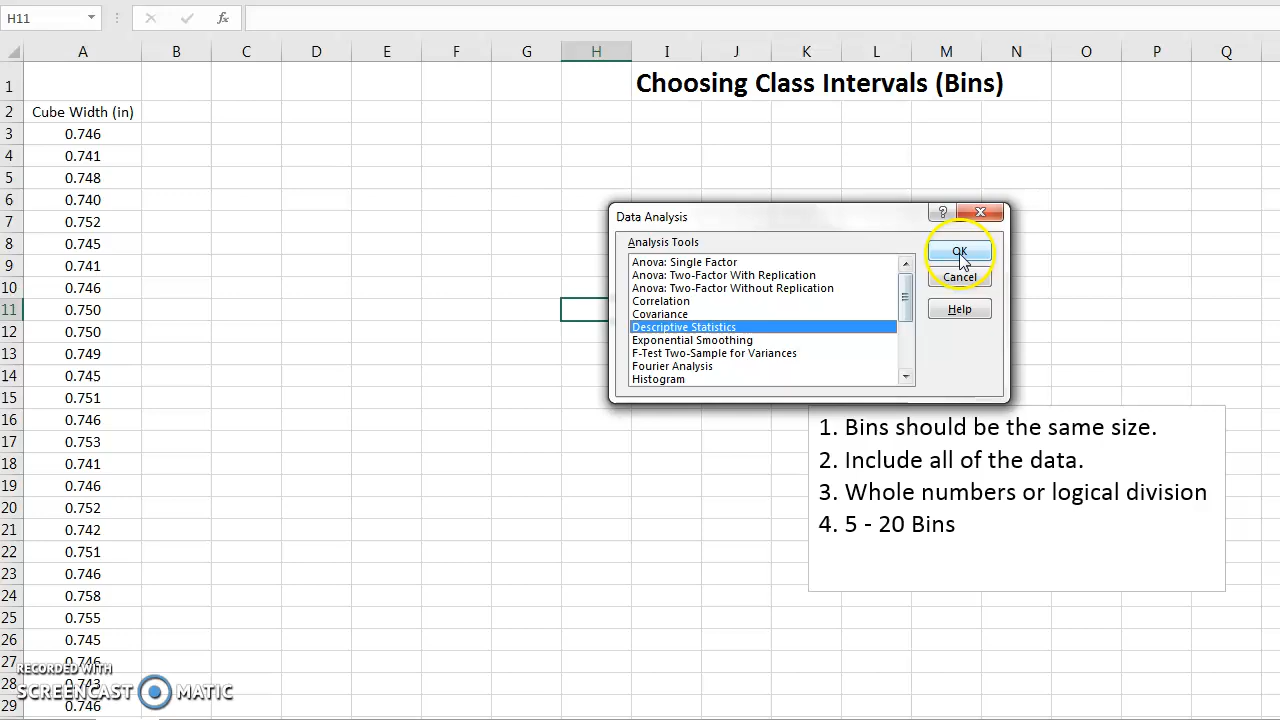 H11
fx
A B C D E F G H I J K L M N O P Q
1 Choosing Class Intervals (Bins)
2 Cube Width (in)
3 0.746
4 0.741
5 0.748
6 0.740
7 0.752
8 0.745
9 0.741
10 0.746
11 0.750
12 0.750
13 0.749
14 0.745
15 0.751
16 0.746
17 0.753
18 0.741
19 0.746
20 0.752
21 0.742
22 0.751
23 0.746
24 0.758
25 0.755
26 0.745
27 0.746
28 0.743
29 0.746
Data Analysis
?
Analysis Tools
Anova: Single Factor
Anova: Two-Factor With Replication
Anova: Two-Factor Without Replication
Correlation
Covariance
Descriptive Statistics
Exponential Smoothing
F-Test Two-Sample for Variances
Fourier Analysis
Histogram
OK
Cancel
Help
1. Bins should be the same size.
2. Include all of the data.
3. Whole numbers or logical division
4. 5 - 20 Bins
RECORDED WITH
SCREENCAST MATIC